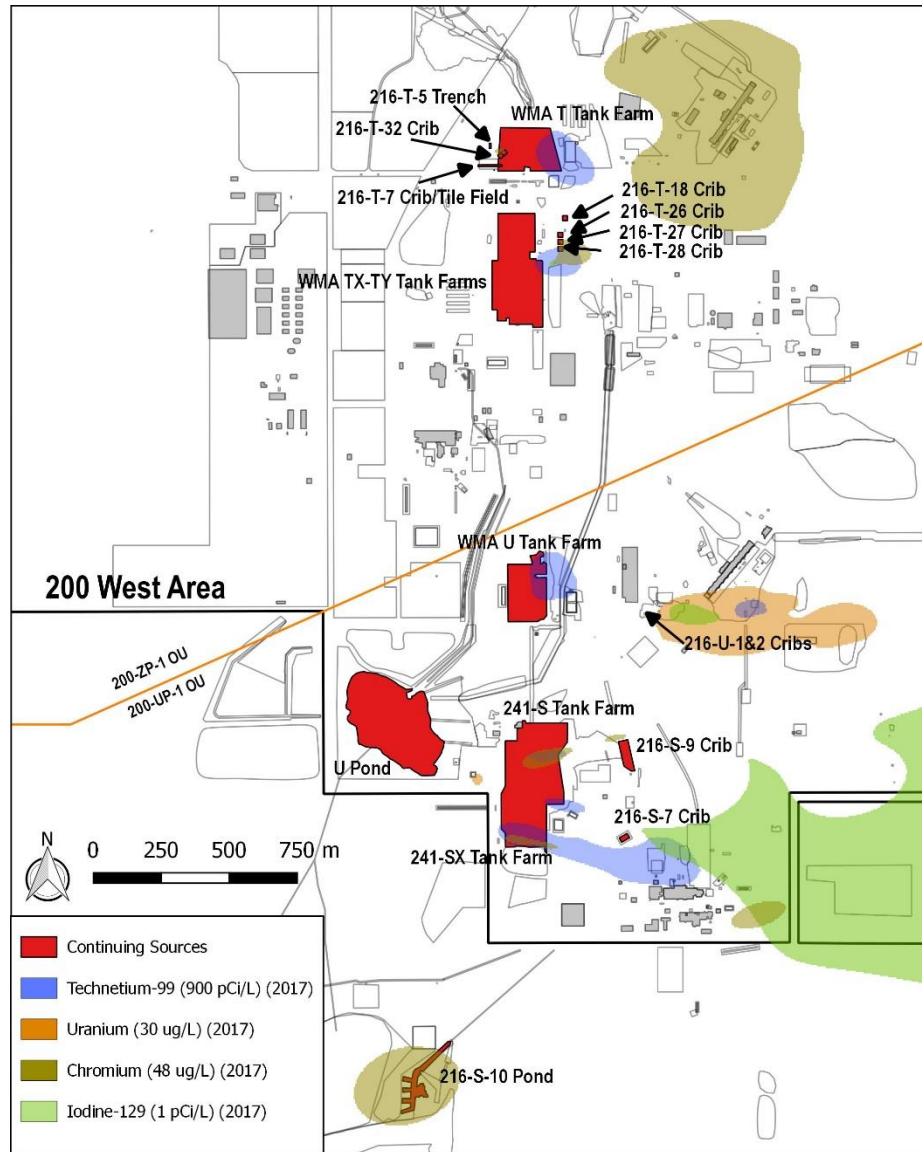 216-T-5 Trench
WMA T Tank Farm
216-T-32 Crib
216-T-7 Crib/Tile Field
216-T-18 Crib
216-T-26 Crib
216-T-27 Crib
216-T-28 Crib
WMA TX-TY Tank Farms
WMA U Tank Farm
200 West Area
216-U-1&2 Cribs
200-ZP-1 OU
200-UP-1 OU
241-S Tank Farm
216-S-9 Crib
U Pond
216-S-7 Crib
N
0 250 500 750 m
241-SX Tank Farm
Continuing Sources
Technetium-99 (900 pCi/L) (2017)
Uranium (30 ug/L) (2017)
Chromium (48 ug/L) (2017)
Iodine-129 (1 pCi/L) (2017)
216-S-10 Pond